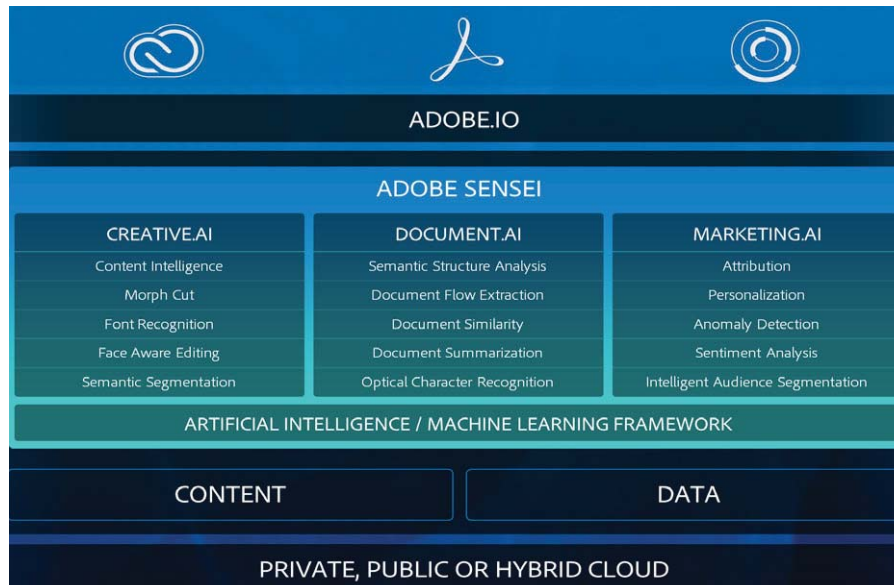 ADOBE.IO
ADOBE SENSEI
CREATIVE.AI
Content Intelligence
Morph Cut
Font Recognition
Face Aware Editing
Semantic Segmentation
DOCUMENT.AI
Semantic Structure Analysis
Document Flow Extraction
Document Similarity
Document Summarization
Optical Character Recognition
MARKETING.AI
Attribution
Personalization
Anomaly Detection
Sentiment Analysis
Intelligent Audience Segmentation
ARTIFICIAL INTELLIGENCE / MACHINE LEARNING FRAMEWORK
CONTENT
DATA
PRIVATE, PUBLIC OR HYBRID CLOUD